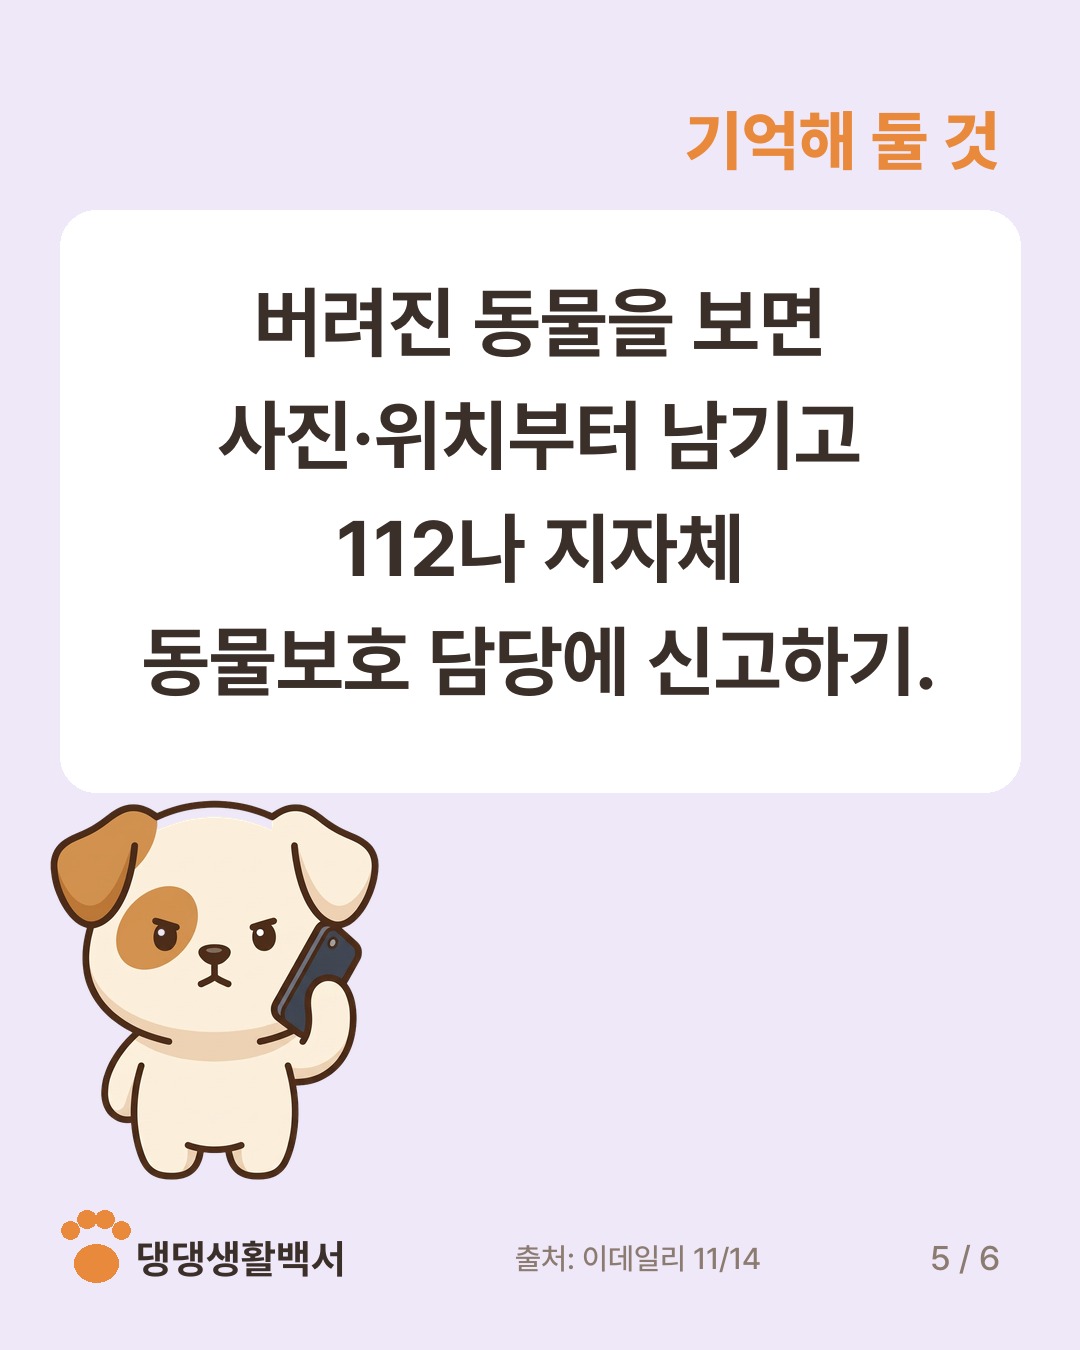 기억해 둘 것
버려진 동물을 보면
사진·위치부터 남기고
112나 지자체
동물보호 담당에 신고하기.
댕댕생활백서
출처: 이데일리 11/14
5 / 6